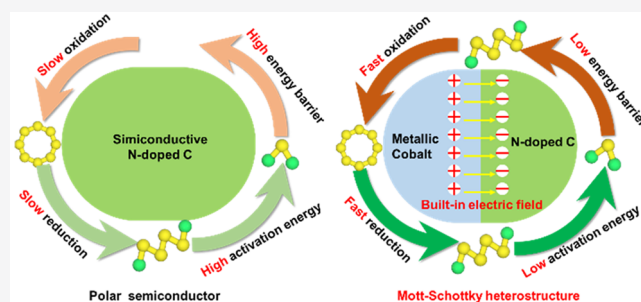 Slow oxidation
High energy barrier
Simiconductive
N-doped C
Slow reduction
High activation energy
Polar semiconductor
Fast oxidation
Low energy barrier
+ −
+ −
+ −
+ −
+ −
+ −
+ −
Metallic
Cobalt
N-doped C
Built-in electric field
Fast reduction
Low activation energy
Mott-Schottky heterostructure